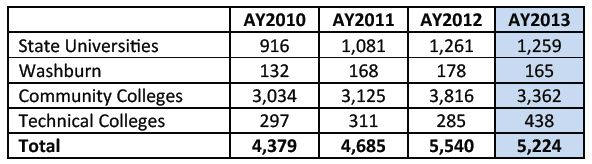 AY2010 AY2011 AY2012 AY2013
State Universities 916 1,081 1,261 1,259
Washburn 132 168 178 165
Community Colleges 3,034 3,125 3,816 3,362
Technical Colleges 297 311 285 438
Total 4,379 4,685 5,540 5,224